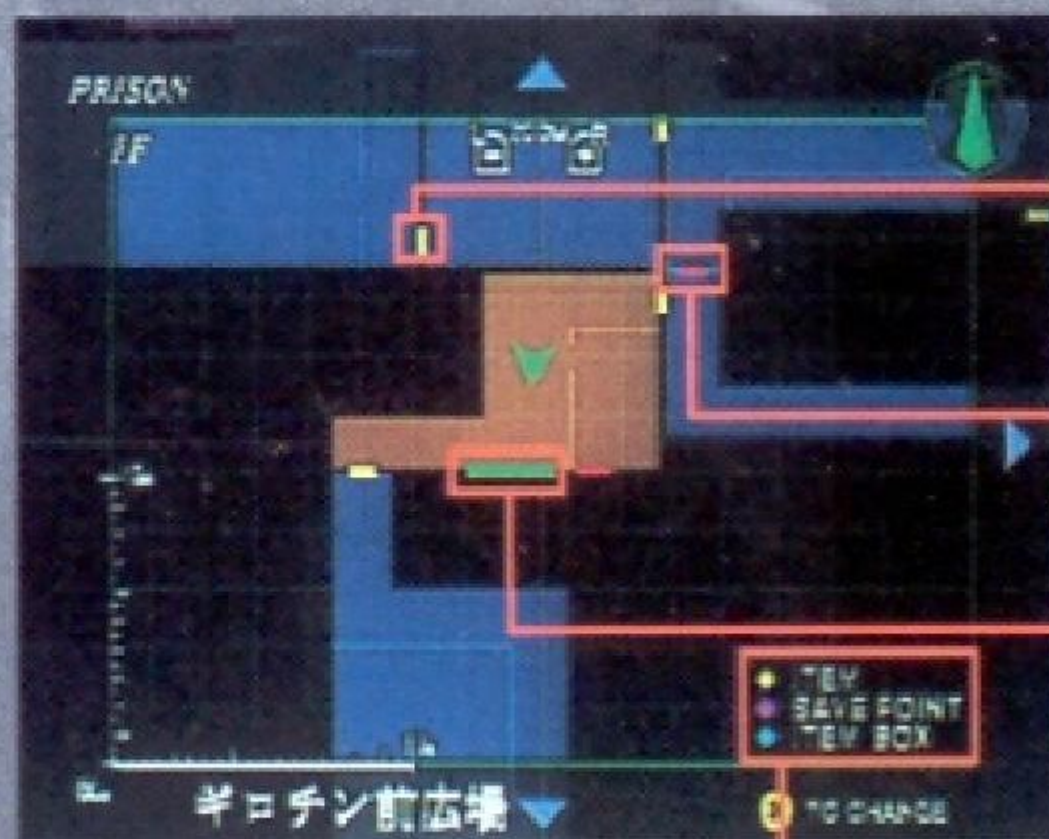 PRISON
1F
ITEM
SAVE POINT
ITEM BOX
ギロチン前広場
TO CHANGE